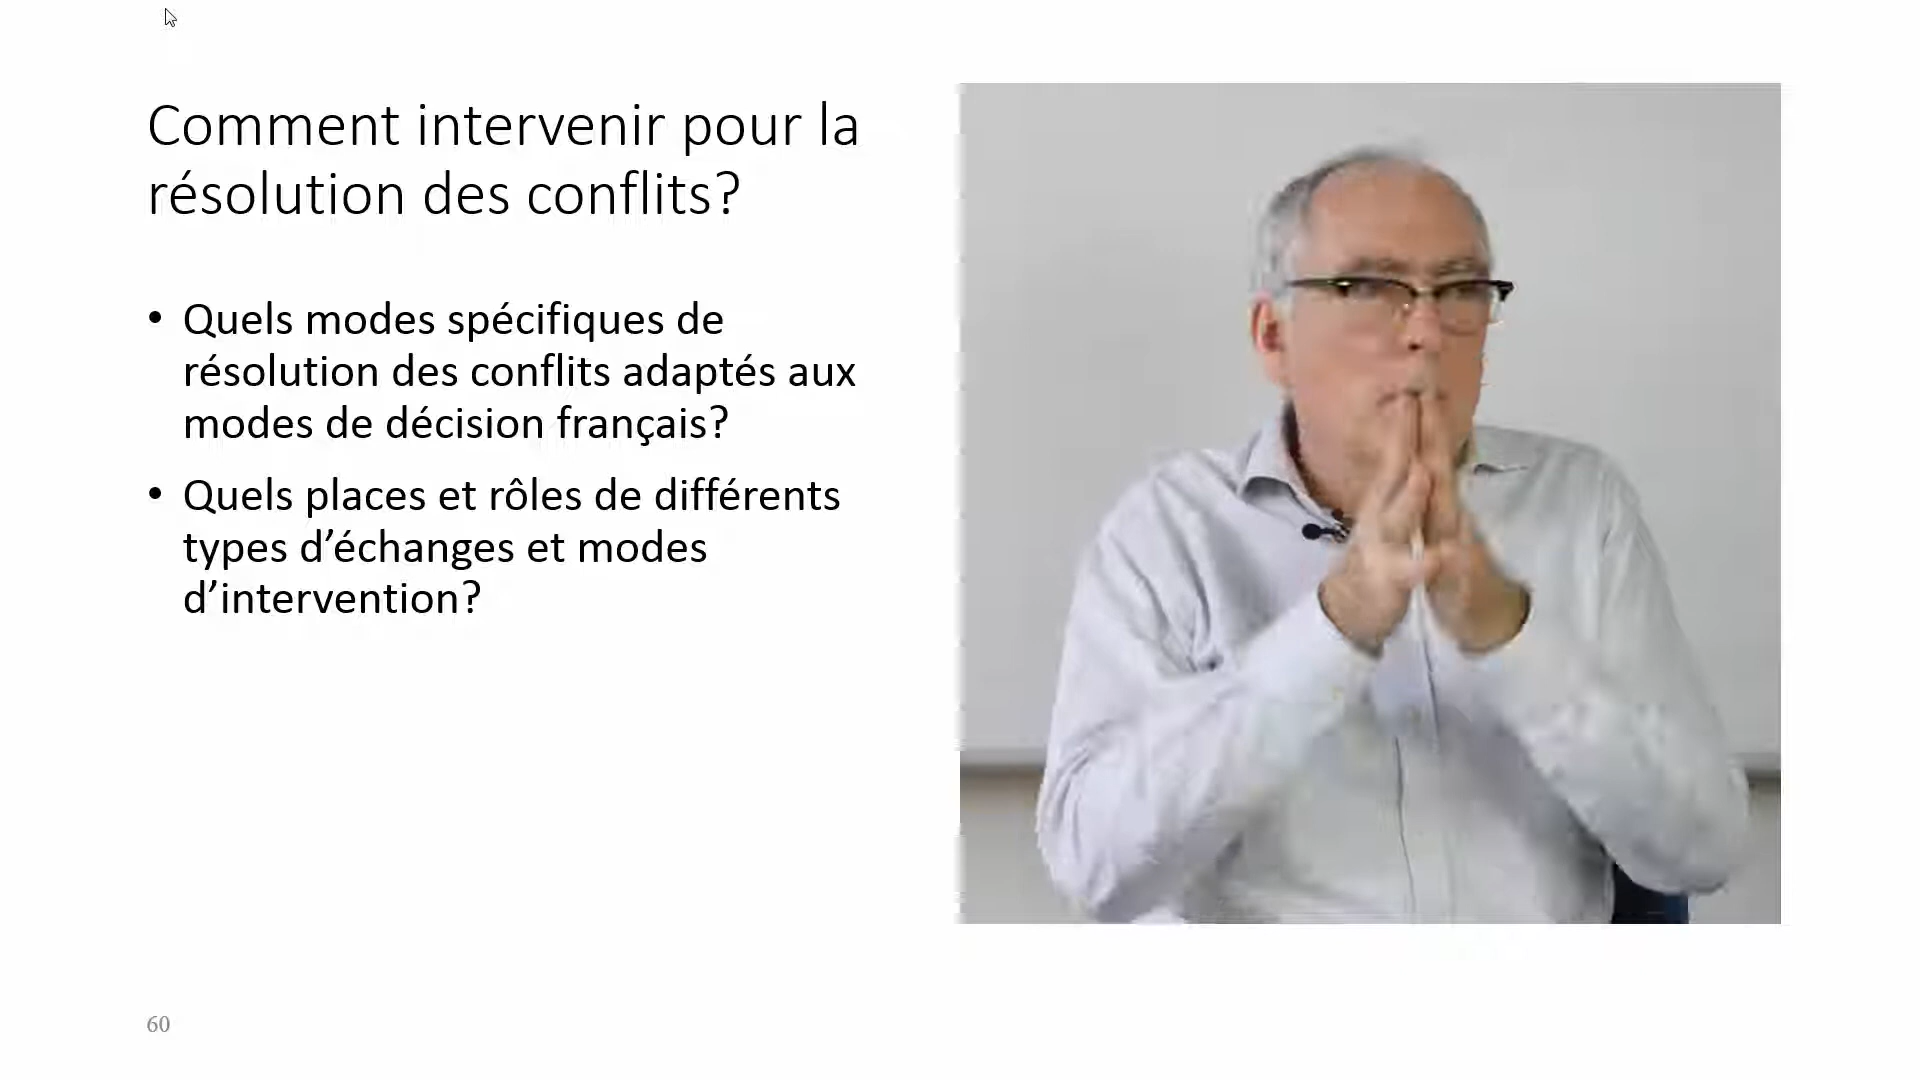 Comment intervenir pour la
résolution des conflits?
• Quels modes spécifiques de
résolution des conflits adaptés aux
modes de décision français?
• Quels places et rôles de différents
types d’échanges et modes
d’intervention?
60